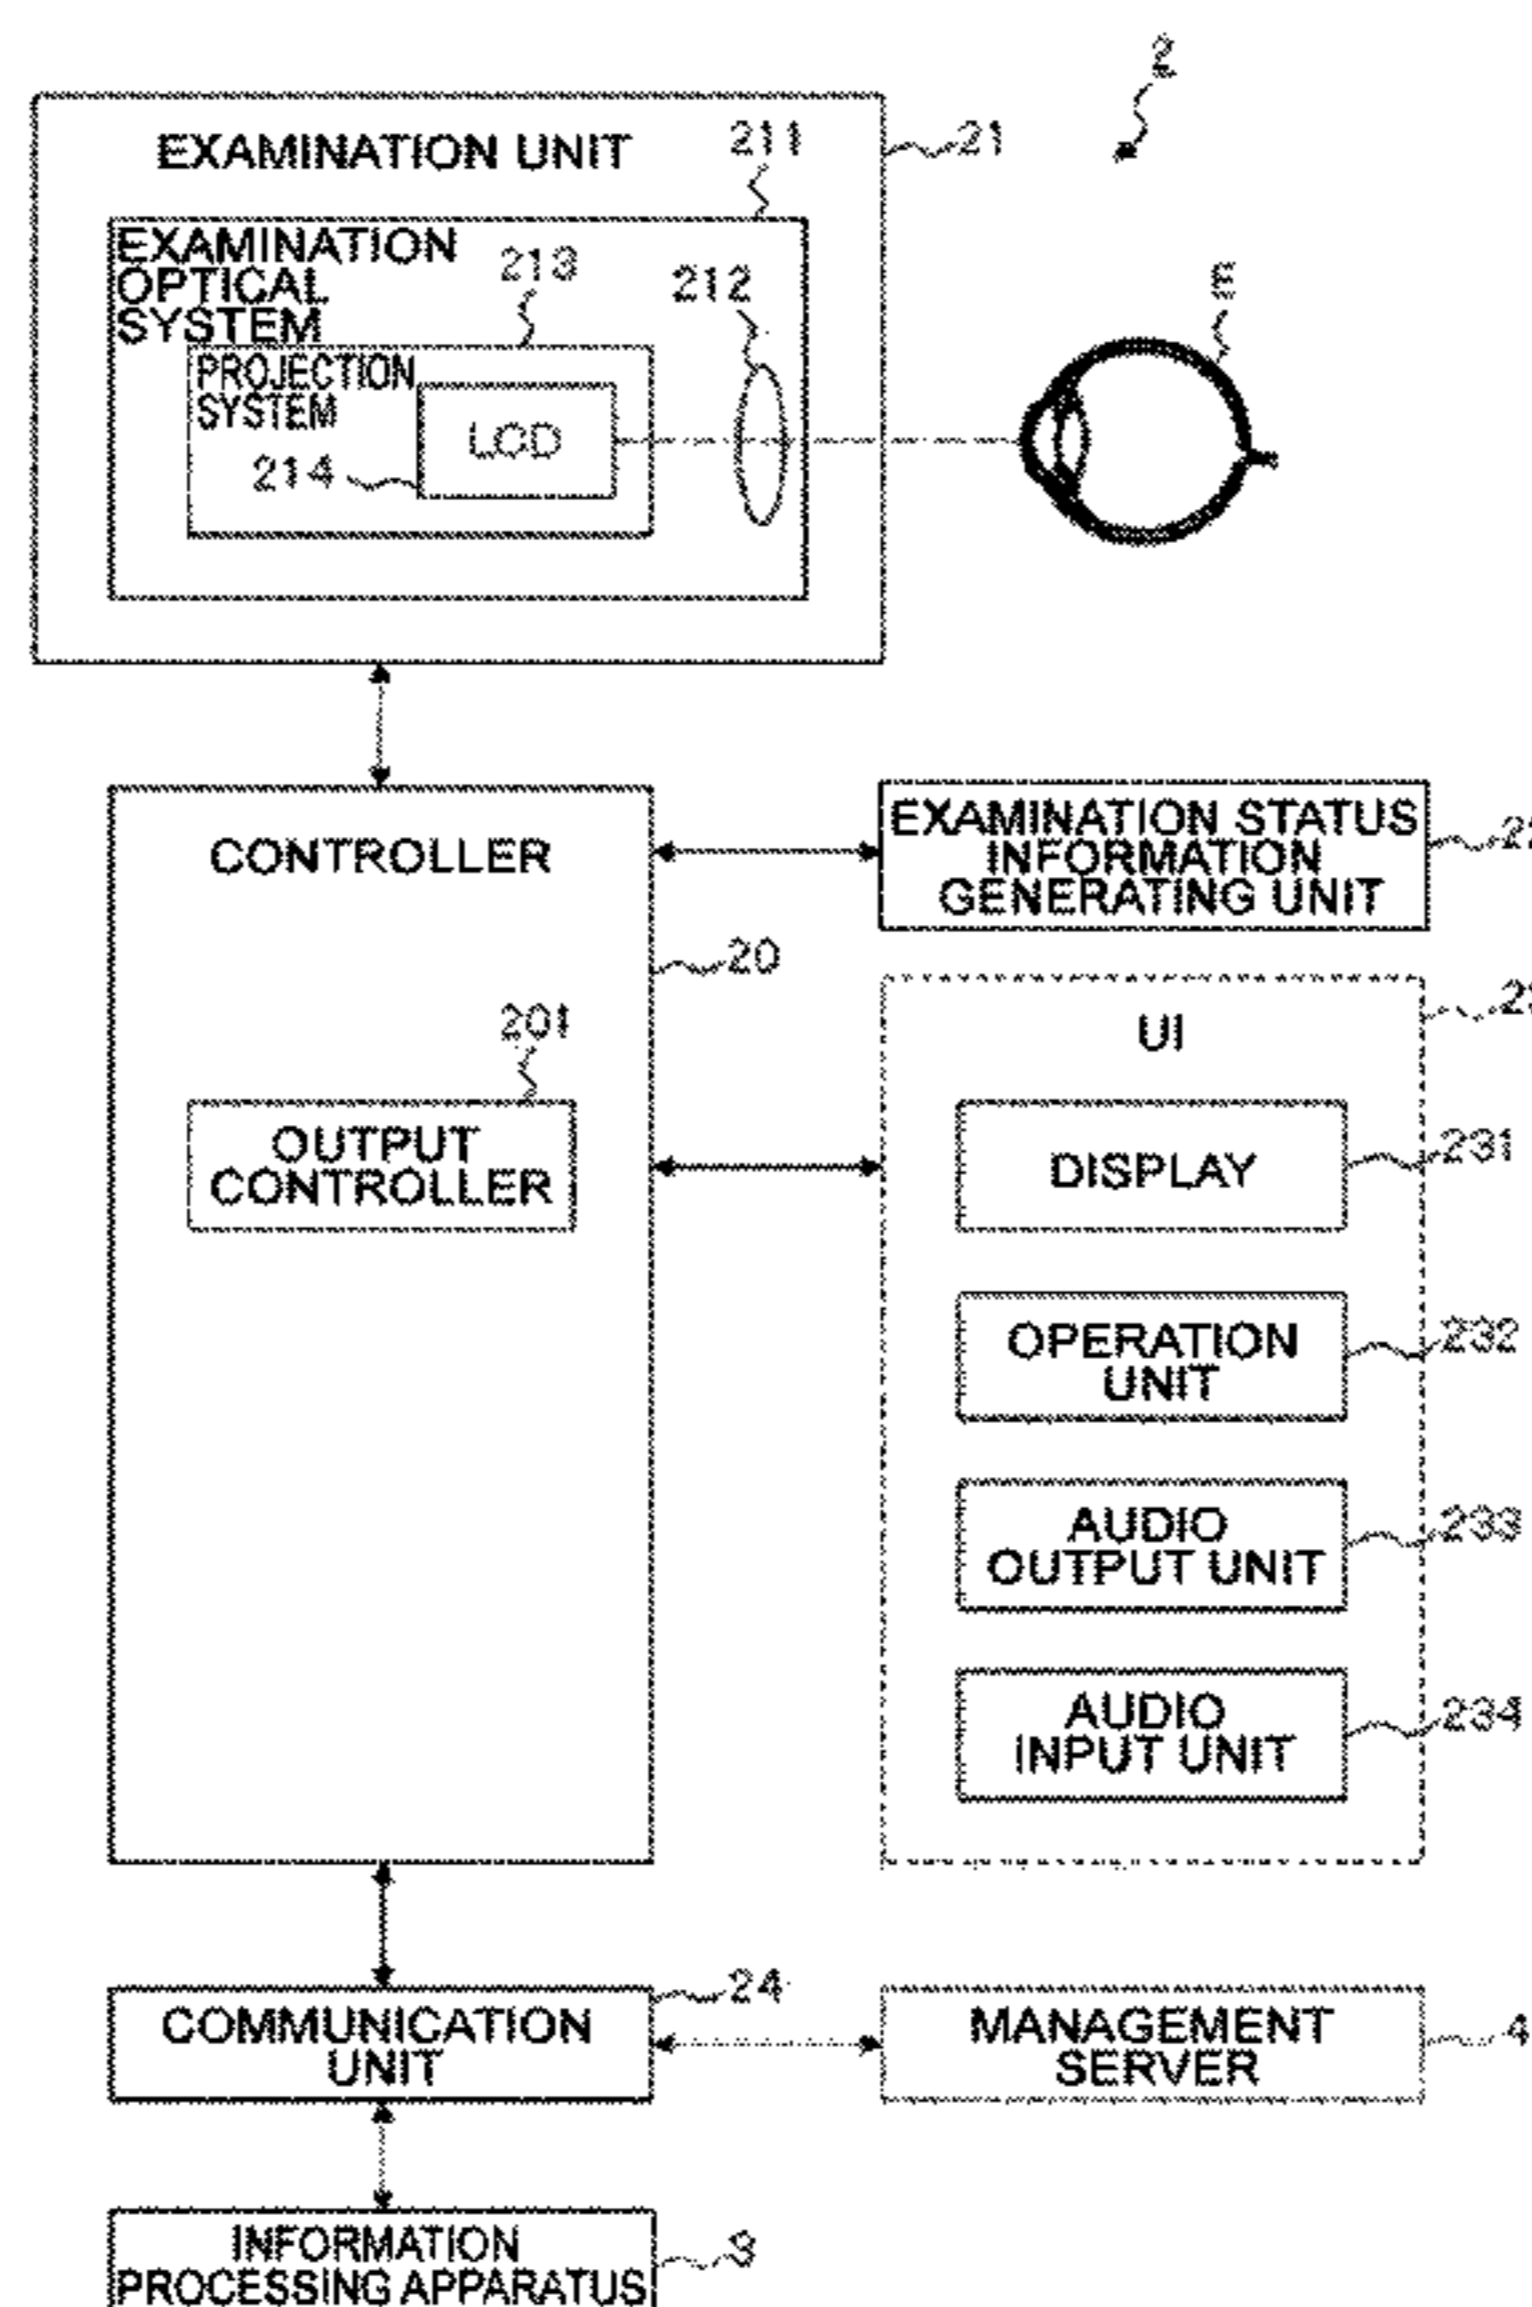 2
EXAMINATION UNIT
211
21
EXAMINATION
OPTICAL
SYSTEM
213
212
E
PROJECTION
SYSTEM
LCD
214
CONTROLLER
EXAMINATION STATUS
INFORMATION
GENERATING UNIT
20
201
OUTPUT
CONTROLLER
UI
DISPLAY
231
OPERATION
UNIT
232
AUDIO
OUTPUT UNIT
233
AUDIO
INPUT UNIT
234
COMMUNICATION
UNIT
24
MANAGEMENT
SERVER
4
INFORMATION
PROCESSING APPARATUS
3